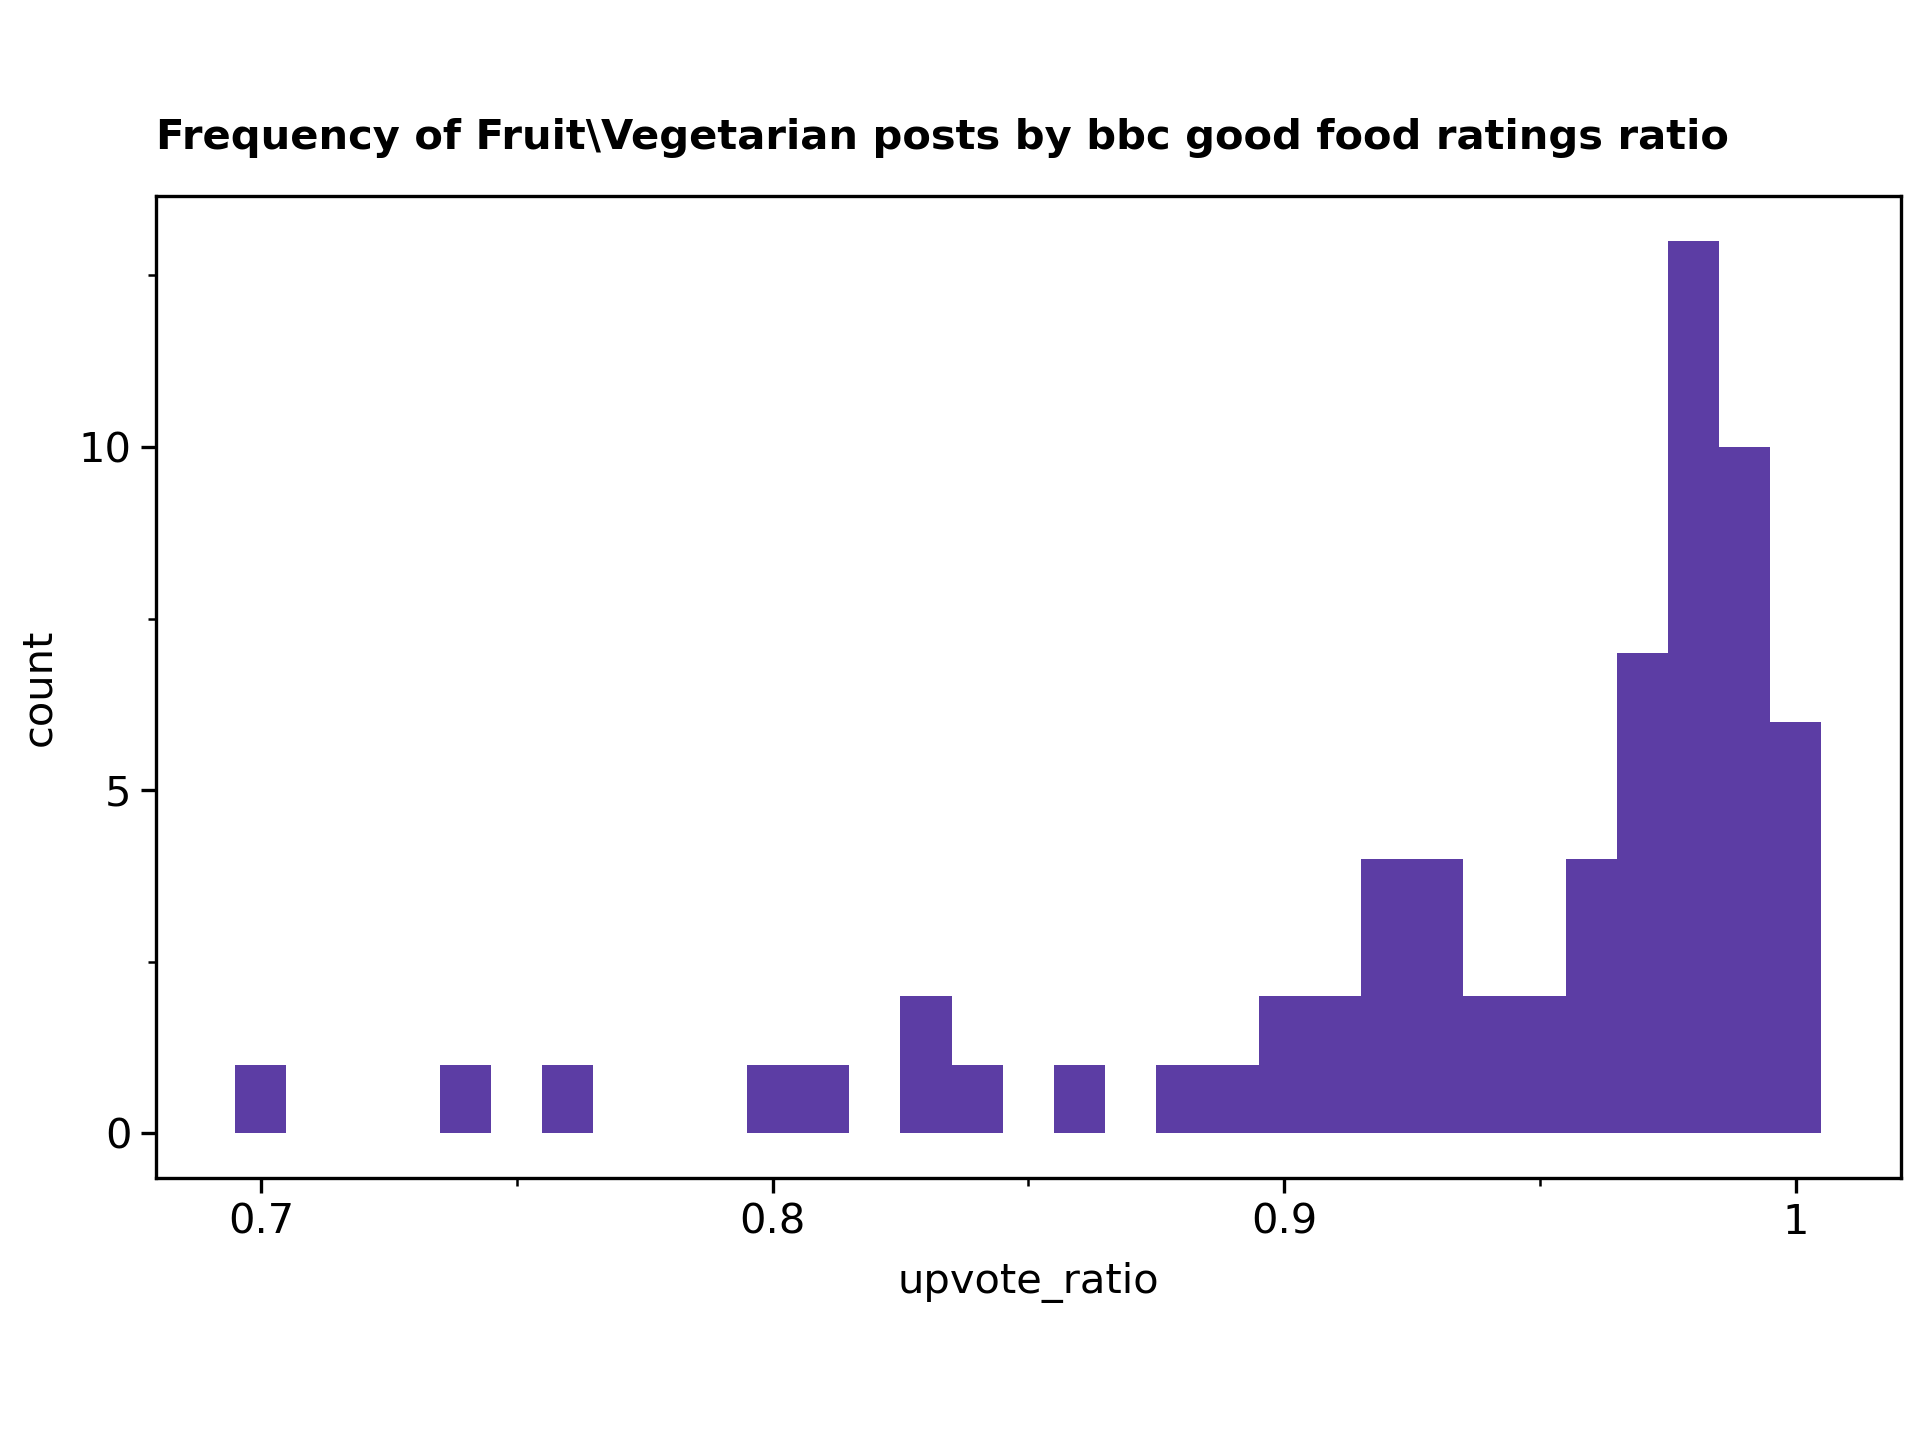 Frequency of Fruit\Vegetarian posts by bbc good food ratings ratio
count
10
5
0
0.7 0.8 0.9 1
upvote_ratio